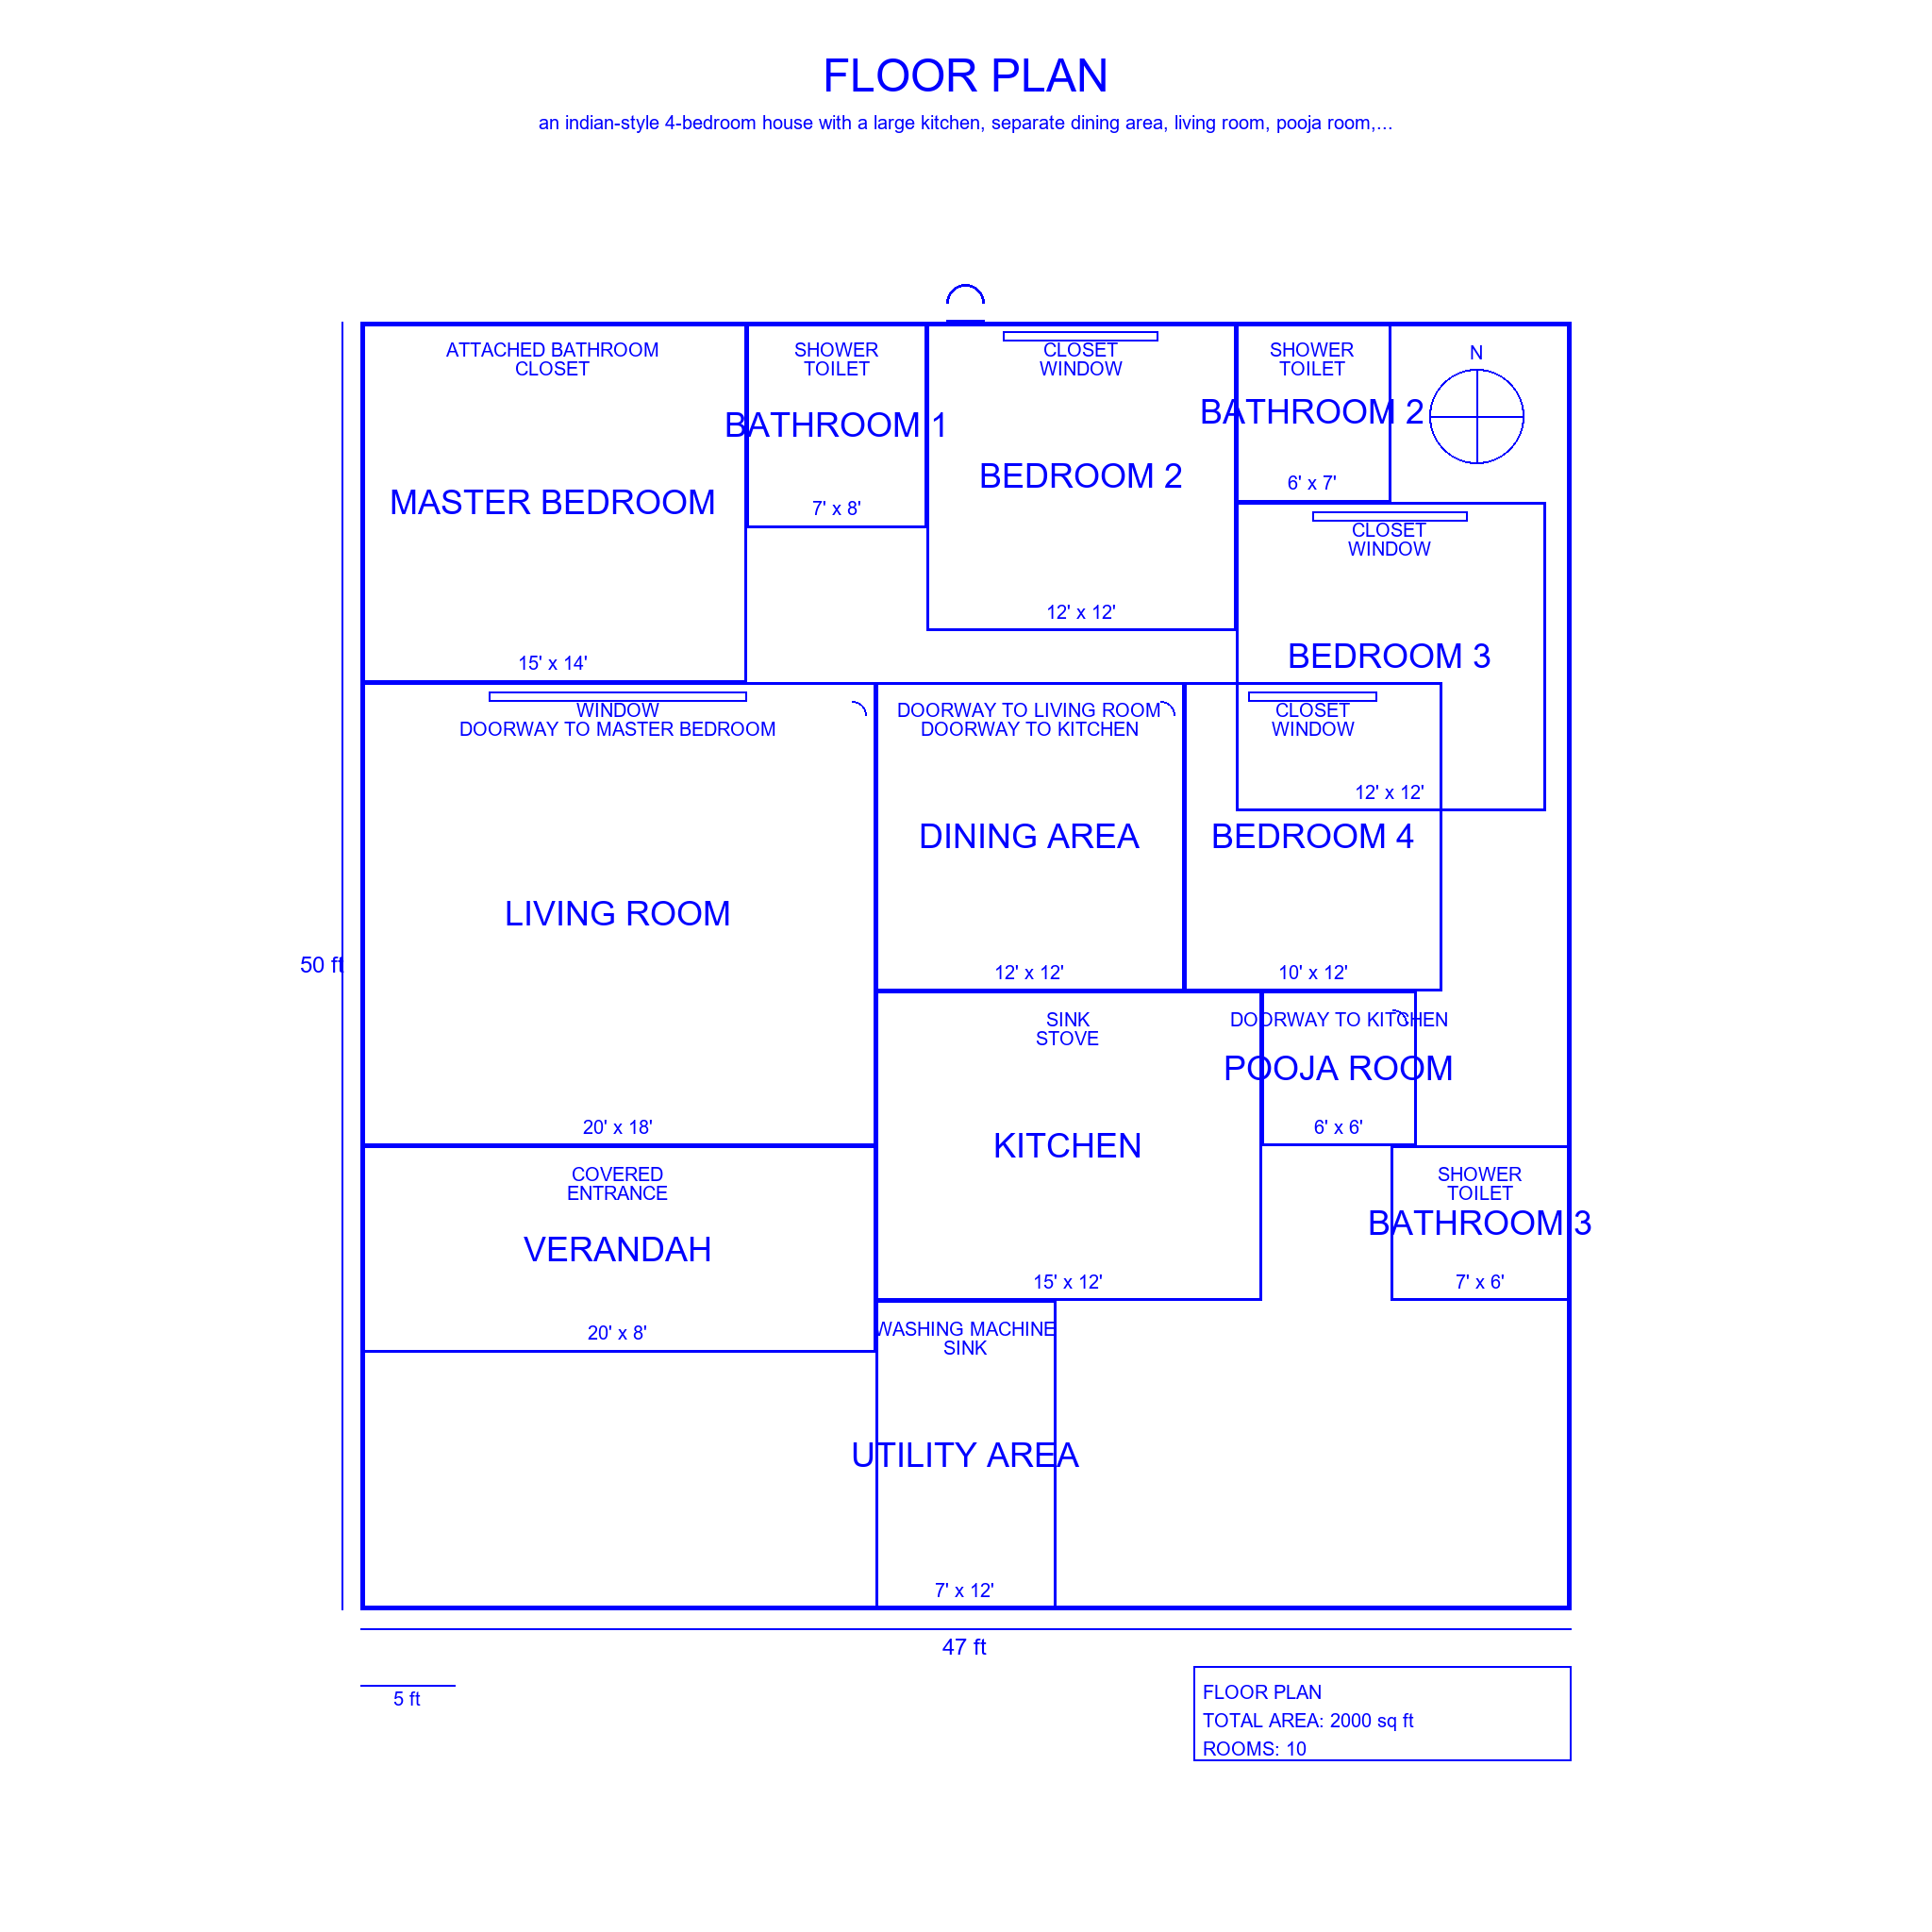 FLOOR PLAN
an indian-style 4-bedroom house with a large kitchen, separate dining area, living room, pooja room,...
ATTACHED BATHROOM
CLOSET
MASTER BEDROOM
15' x 14'
SHOWER
TOILET
BATHROOM 1
7' x 8'
CLOSET
WINDOW
BEDROOM 2
12' x 12'
SHOWER
TOILET
BATHROOM 2
6' x 7'
N
CLOSET
WINDOW
BEDROOM 3
12' x 12'
WINDOW
DOORWAY TO MASTER BEDROOM
LIVING ROOM
20' x 18'
DOORWAY TO LIVING ROOM
DOORWAY TO KITCHEN
DINING AREA
12' x 12'
CLOSET
WINDOW
BEDROOM 4
10' x 12'
50 ft
SINK
STOVE
KITCHEN
15' x 12'
DOORWAY TO KITCHEN
POOJA ROOM
6' x 6'
COVERED
ENTRANCE
VERANDAH
20' x 8'
SHOWER
TOILET
BATHROOM 3
7' x 6'
WASHING MACHINE
SINK
UTILITY AREA
7' x 12'
47 ft
5 ft
FLOOR PLAN
TOTAL AREA: 2000 sq ft
ROOMS: 10